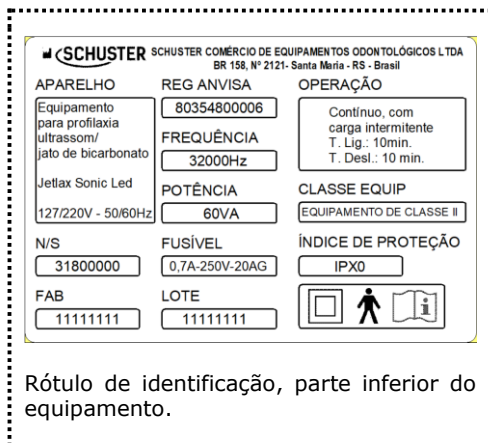 SCHUSTER SCHUSTER COMÉRCIO DE EQUIPAMENTOS ODONTOLÓGICOS LTDA
BR 158, Nº 2121- Santa Maria - RS - Brasil
APARELHO
Equipamento
para profilaxia
ultrassom/
jato de bicarbonato
Jetlax Sonic Led
127/220V - 50/60Hz
N/S
31800000
FAB
11111111
REG ANVISA
80354800006
FREQUÊNCIA
32000Hz
POTÊNCIA
60VA
FUSÍVEL
0,7A-250V-20AG
LOTE
11111111
OPERAÇÃO
Contínuo, com
carga intermitente
T. Lig.: 10min.
T. Desl.: 10 min.
CLASSE EQUIP
EQUIPAMENTO DE CLASSE II
ÍNDICE DE PROTEÇÃO
IPX0
i
Rótulo de identificação, parte inferior do
equipamento.